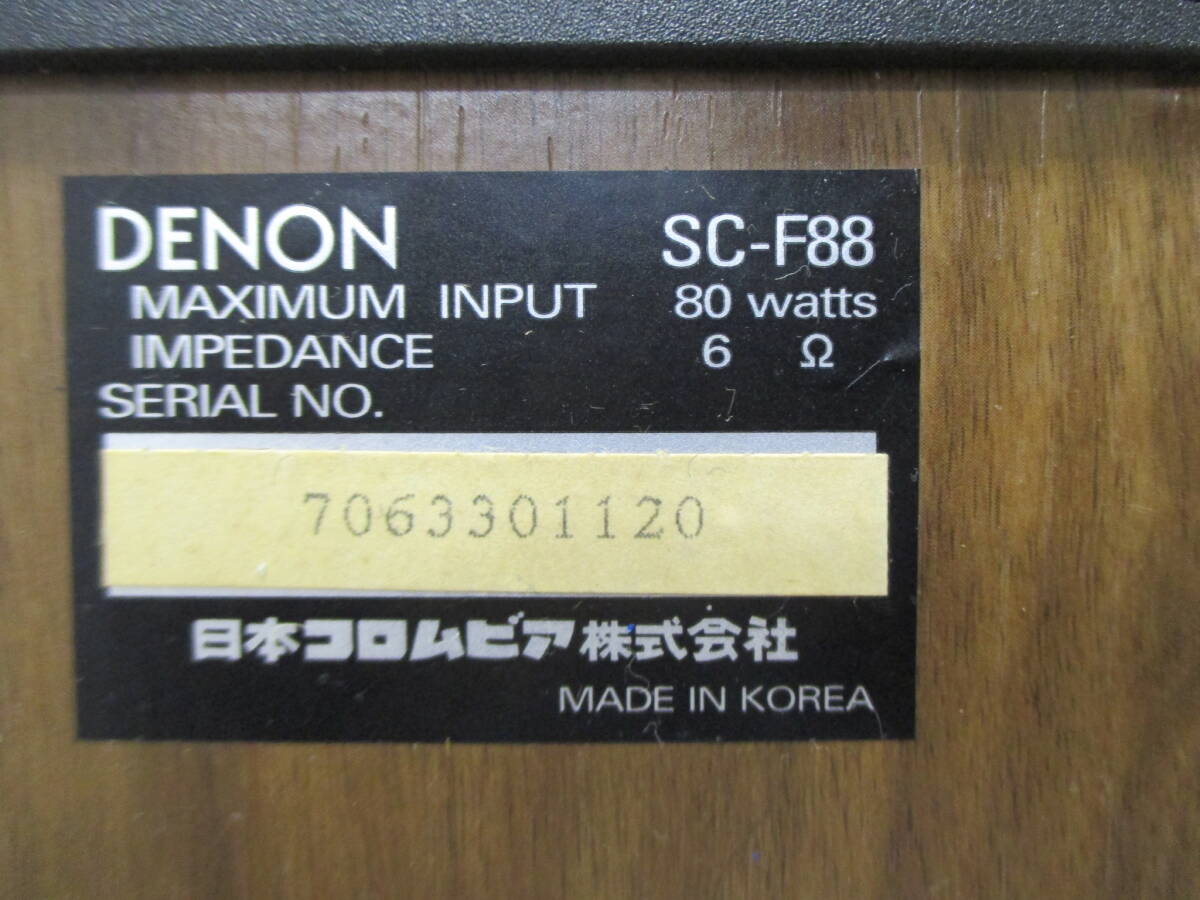 DENON SC-F88
MAXIMUM INPUT 80 watts
IMPEDANCE 6 Ω
SERIAL NO.
7063301120
日本コロムビア株式会社
MADE IN KOREA